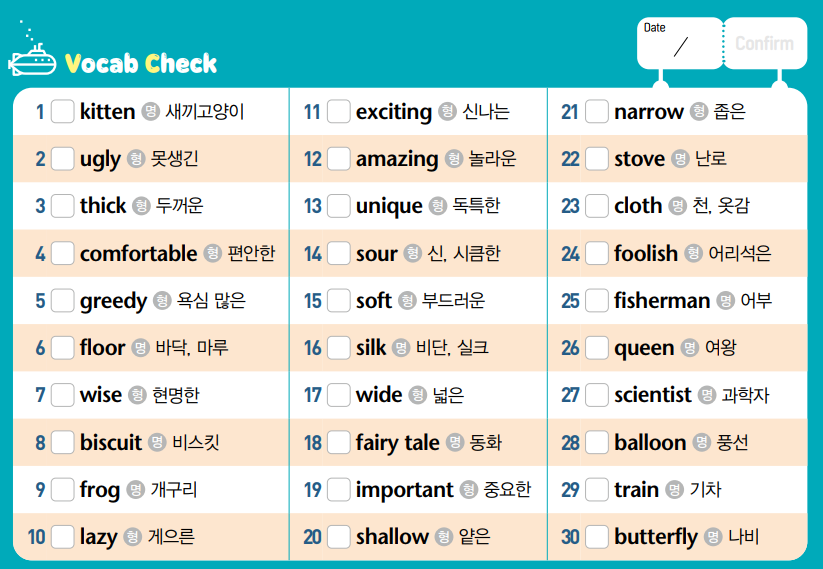 Vocab Check
Date
/
Confirm
1 kitten 명 새끼고양이
2 ugly 형 못생긴
3 thick 형 두꺼운
4 comfortable 형 편안한
5 greedy 형 욕심 많은
6 floor 명 바닥, 마루
7 wise 형 현명한
8 biscuit 명 비스킷
9 frog 명 개구리
10 lazy 형 게으른
11 exciting 형 신나는
12 amazing 형 놀라운
13 unique 형 독특한
14 sour 형 신, 시큼한
15 soft 형 부드러운
16 silk 명 비단, 실크
17 wide 형 넓은
18 fairy tale 명 동화
19 important 형 중요한
20 shallow 형 얕은
21 narrow 형 좁은
22 stove 명 난로
23 cloth 명 천, 옷감
24 foolish 형 어리석은
25 fisherman 명 어부
26 queen 명 여왕
27 scientist 명 과학자
28 balloon 명 풍선
29 train 명 기차
30 butterfly 명 나비